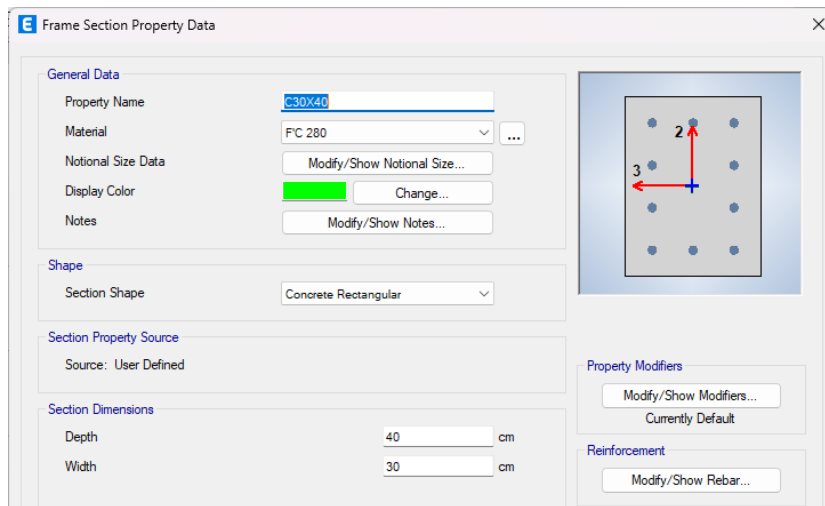 Frame Section Property Data
General Data
Property Name
C30X40
Material
F'C 280
...
Notional Size Data
Modify/Show Notional Size...
Display Color
Change...
Notes
Modify/Show Notes...
2
3
Shape
Section Shape
Concrete Rectangular
Section Property Source
Source: User Defined
Property Modifiers
Modify/Show Modifiers...
Currently Default
Section Dimensions
Depth
40
cm
Width
30
cm
Reinforcement
Modify/Show Rebar...